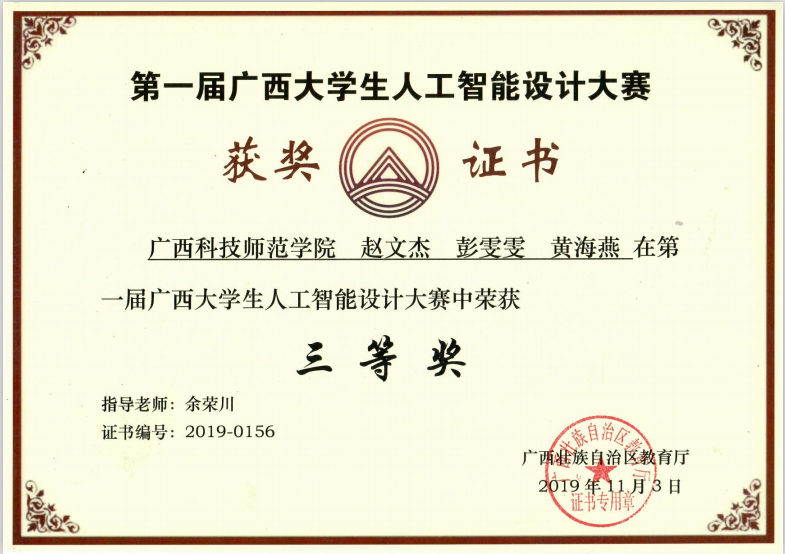 第一届广西大学生人工智能设计大赛
获奖 证书
广西科技师范学院 赵文杰 彭雯雯 黄海燕 在第
一届广西大学生人工智能设计大赛中荣获
三等奖
指导老师：余荣川
证书编号：2019-0156
广西壮族自治区教育厅
2019年11月3日
广西壮族自治区教育厅
证书专用章